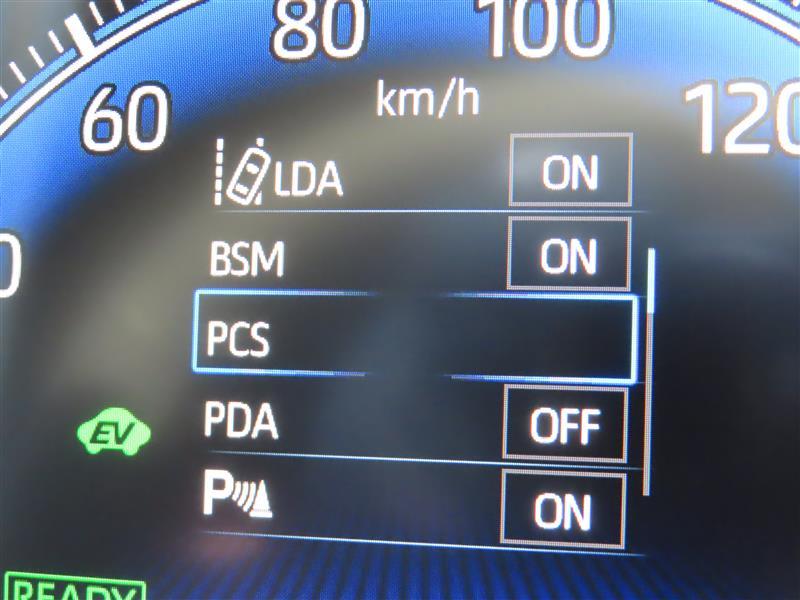 80 100
60 km/h 120
LDA ON
BSM ON
PCS
PDA OFF
EV
P ON
READY